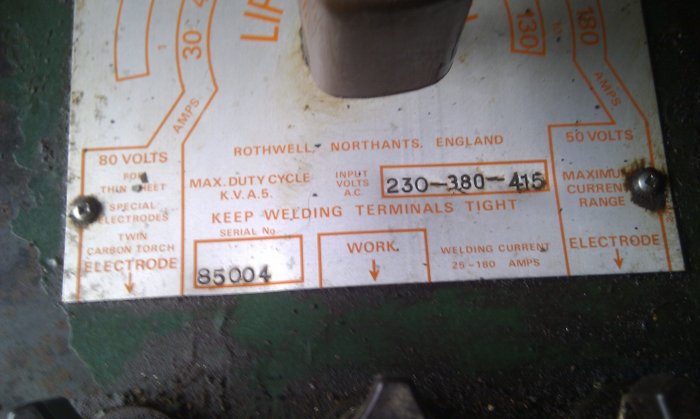 30
130
180
AMPS
AMPS
ROTHWELL, NORTHANTS. ENGLAND
80 VOLTS
FOR
THIN SHEET
SPECIAL
ELECTRODES
TWIN
CARBON TORCH
ELECTRODE
MAX. DUTY CYCLE
K.V.A. 5.
INPUT
VOLTS
A.C.
230-380-415
KEEP WELDING TERMINALS TIGHT
SERIAL No
85004
WORK.
WELDING CURRENT
25-180 AMPS
50 VOLTS
MAXIMUM
CURRENT
RANGE
ELECTRODE